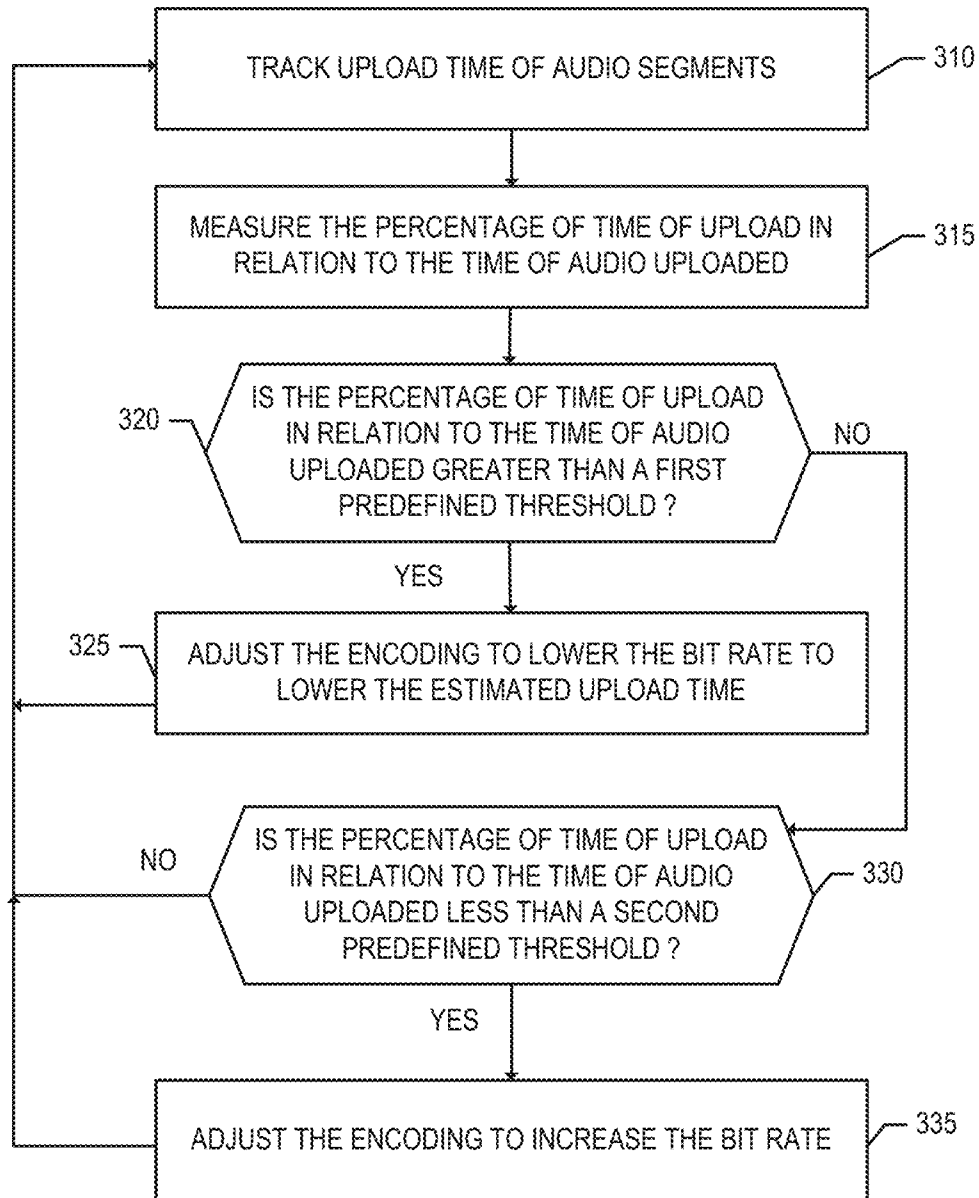 TRACK UPLOAD TIME OF AUDIO SEGMENTS
310
MEASURE THE PERCENTAGE OF TIME OF UPLOAD IN
RELATION TO THE TIME OF AUDIO UPLOADED
315
IS THE PERCENTAGE OF TIME OF UPLOAD
IN RELATION TO THE TIME OF AUDIO
UPLOADED GREATER THAN A FIRST
PREDEFINED THRESHOLD ?
320
NO
YES
325
ADJUST THE ENCODING TO LOWER THE BIT RATE TO
LOWER THE ESTIMATED UPLOAD TIME
IS THE PERCENTAGE OF TIME OF UPLOAD
IN RELATION TO THE TIME OF AUDIO
UPLOADED LESS THAN A SECOND
PREDEFINED THRESHOLD ?
NO
330
YES
ADJUST THE ENCODING TO INCREASE THE BIT RATE
335